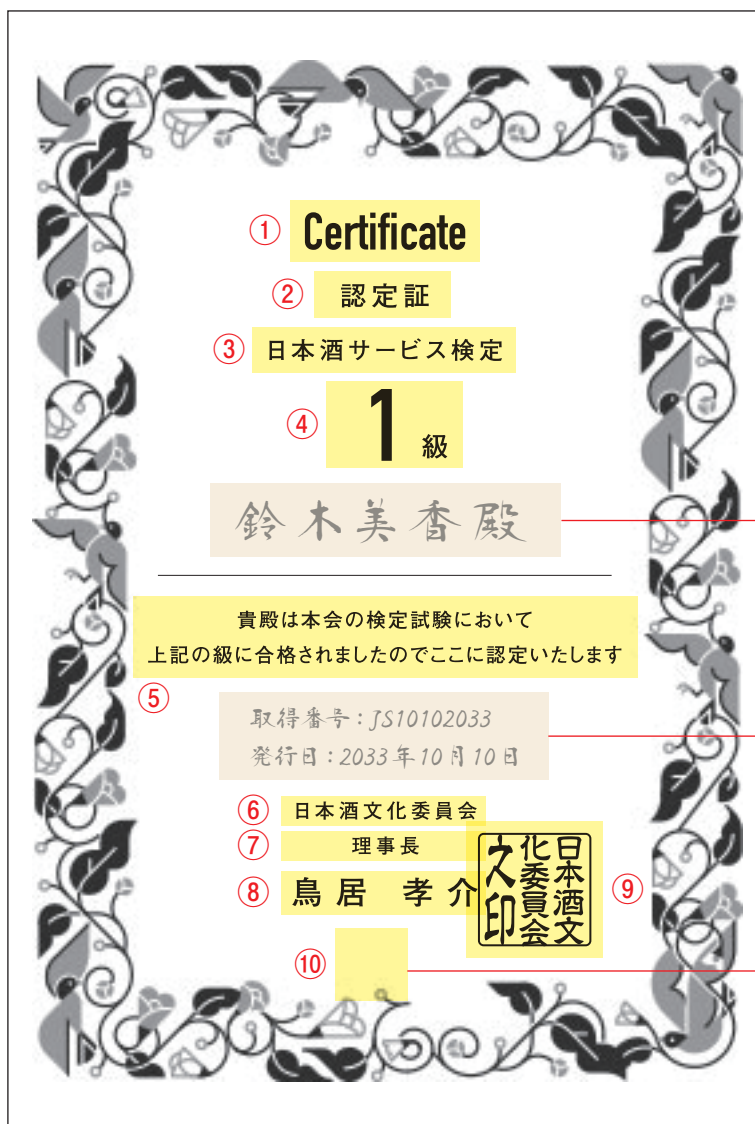 ① Certificate
② 認定証
③ 日本酒サービス検定
④ 1級
鈴木美香殿
貴殿は本会の検定試験において
上記の級に合格されましたのでここに認定いたします
⑤
取得番号：JS10102033
発行日：2033年10月10日
⑥ 日本酒文化委員会
⑦ 理事長
⑧ 鳥居 孝介
日本酒文化委員会之印 ⑨
⑩